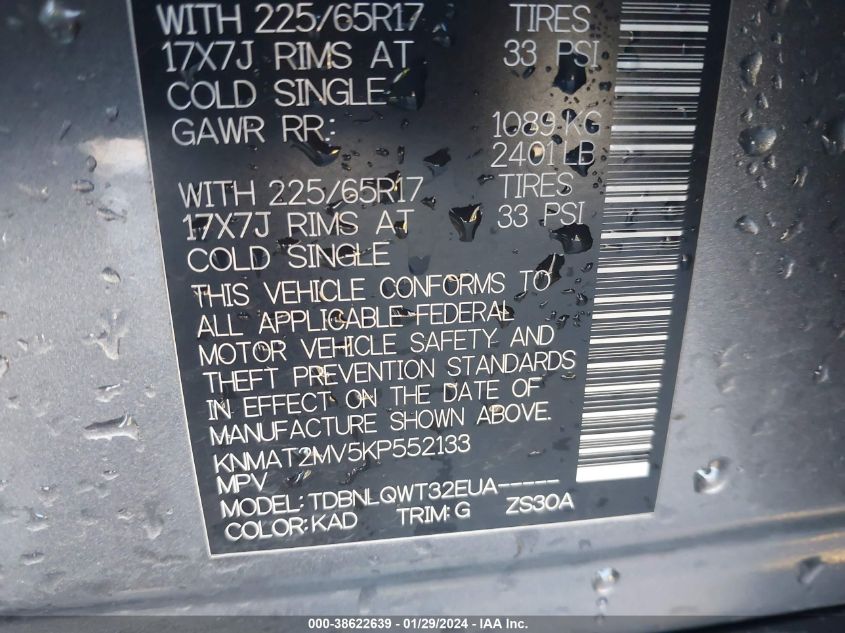 WITH 225/65R17 TIRES
17X7J RIMS AT 33 PSI
COLD SINGLE
GAWR RR: 1089 KG
2401 LB
WITH 225/65R17 TIRES
17X7J RIMS AT 33 PSI
COLD SINGLE
THIS VEHICLE CONFORMS TO
ALL APPLICABLE FEDERAL
MOTOR VEHICLE SAFETY AND
THEFT PREVENTION STANDARDS
IN EFFECT ON THE DATE OF
MANUFACTURE SHOWN ABOVE.
KNMAT2MV5KP552133
MPV
MODEL: TDBNLQWT32EUA-----
COLOR: KAD TRIM: G ZS30A
000-38622639 - 01/29/2024 - IAA Inc.